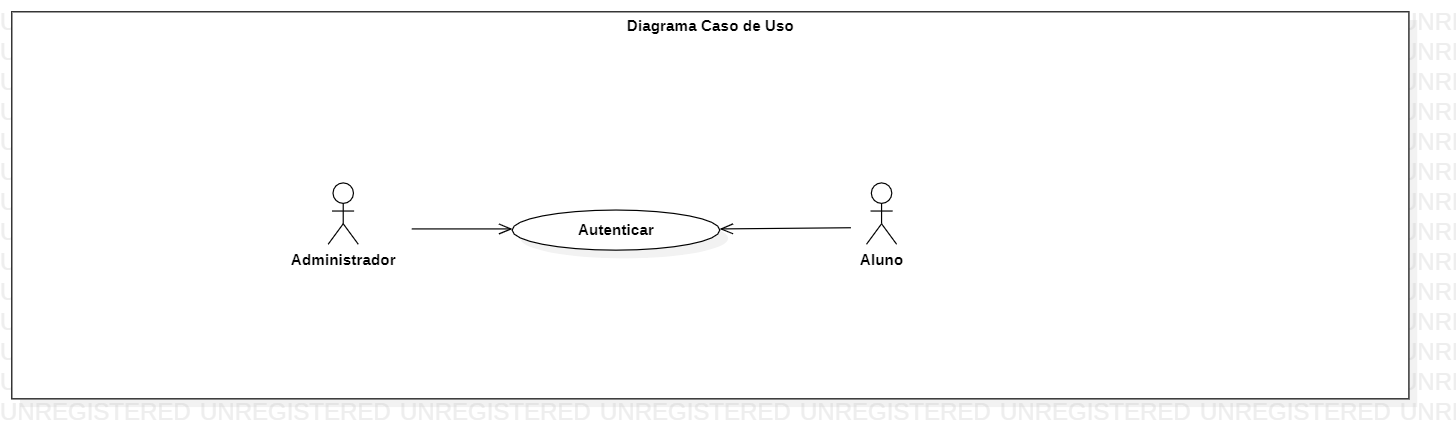 Diagrama Caso de Uso
Autenticar
Administrador
Aluno
UNREGISTERED UNREGISTERED UNREGISTERED UNREGISTERED UNREGISTERED UNREGISTERED UNREGISTERED